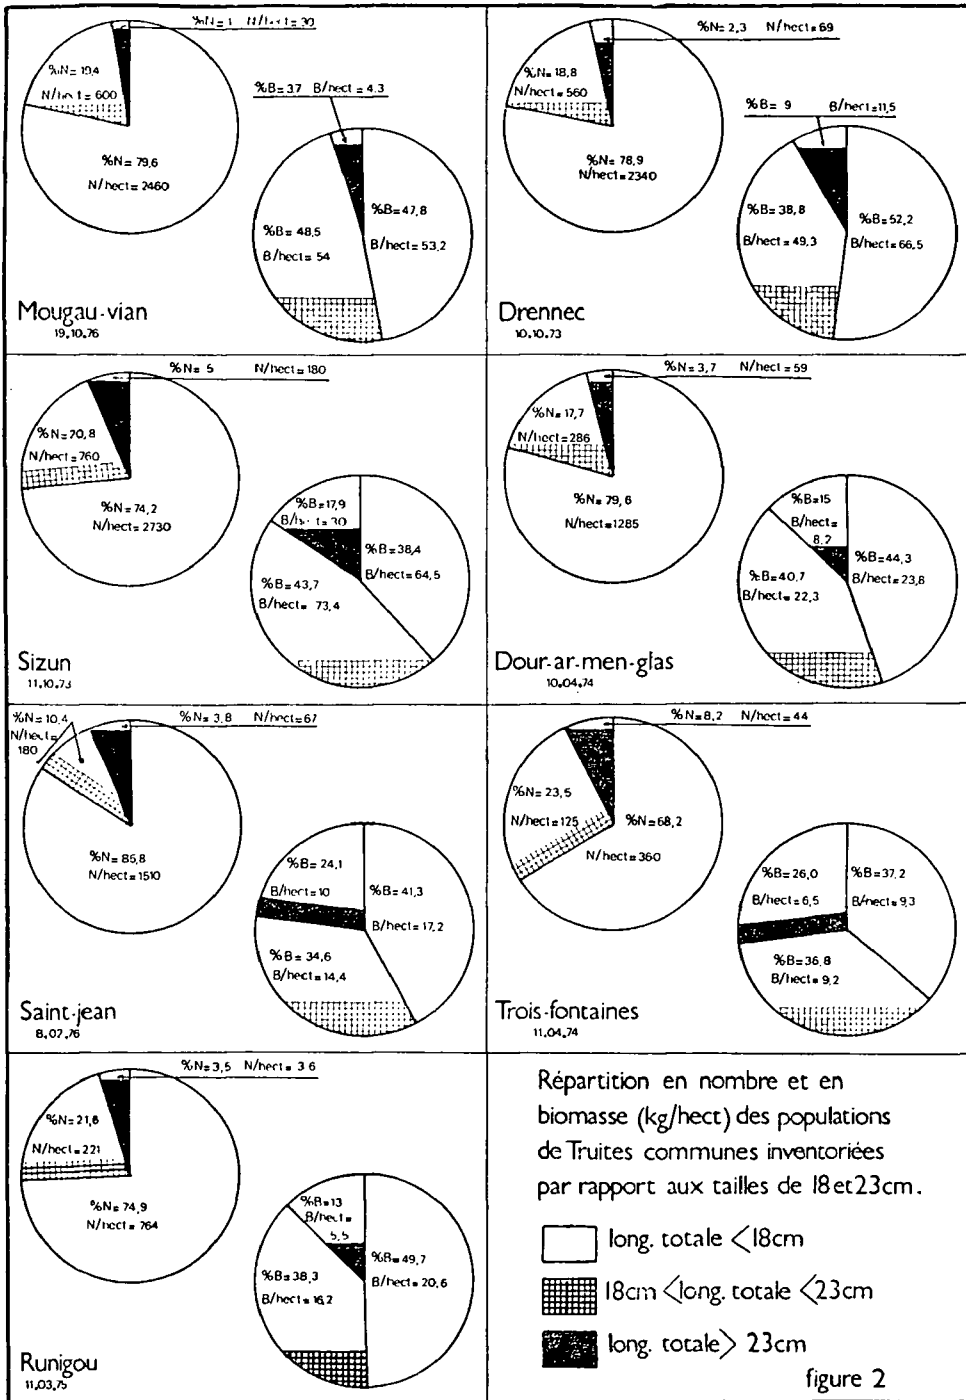 %N= 1 N/hect= 30
%N= 19,4
N/hect= 600
%N= 79,6
N/hect= 2460
%B= 37 B/hect= 4.3
%B= 48,5
B/hect= 54
%B=47,8
B/hect= 53,2
Mougau-vian
19.10.76
%N= 2,3 N/hect= 69
%N= 18,8
N/hect= 560
%N= 78,9
N/hect= 2340
%B= 9 B/hect= 11,5
%B= 38,8
B/hect= 49,3
%B= 52,2
B/hect= 66,5
Drennec
10.10.73
%N= 5 N/hect= 180
%N= 20,8
N/hect= 760
%N= 74,2
N/hect= 2730
%B= 17,9
B/hect= 30
%B= 38,4
B/hect= 64,5
%B= 43,7
B/hect= 73,4
Sizun
11.10.73
%N= 3,7 N/hect= 59
%N= 17,7
N/hect= 286
%N= 79,6
N/hect= 1285
%B= 15
B/hect=
8,2
%B= 44,3
B/hect= 23,8
%B= 40,7
B/hect= 22,3
Dour-ar-men-glas
10.04.74
%N= 10,4
N/hect=
180
%N= 3,8 N/hect= 67
%N= 85,8
N/hect= 1510
%B= 24,1
B/hect= 10
%B= 41,3
B/hect= 17,2
%B= 34,6
B/hect= 14,4
Saint-jean
8.07.76
%N= 8,2 N/hect= 44
%N= 23,5
N/hect= 125
%N= 68,2
N/hect= 360
%B= 26,0
B/hect= 6,5
%B= 37,2
B/hect= 9,3
%B= 36,8
B/hect= 9,2
Trois-fontaines
11.04.74
%N= 3,5 N/hect= 36
%N= 21,6
N/hect= 221
%N= 74,9
N/hect= 764
%B= 13
B/hect=
5,5
%B= 49,7
B/hect= 20,6
%B= 38,3
B/hect= 16,2
Runigou
11.03.75
Répartition en nombre et en
biomasse (kg/hect) des populations
de Truites communes inventoriées
par rapport aux tailles de 18 et 23cm.
long. totale <18cm
18cm <long. totale <23cm
long. totale> 23cm
figure 2